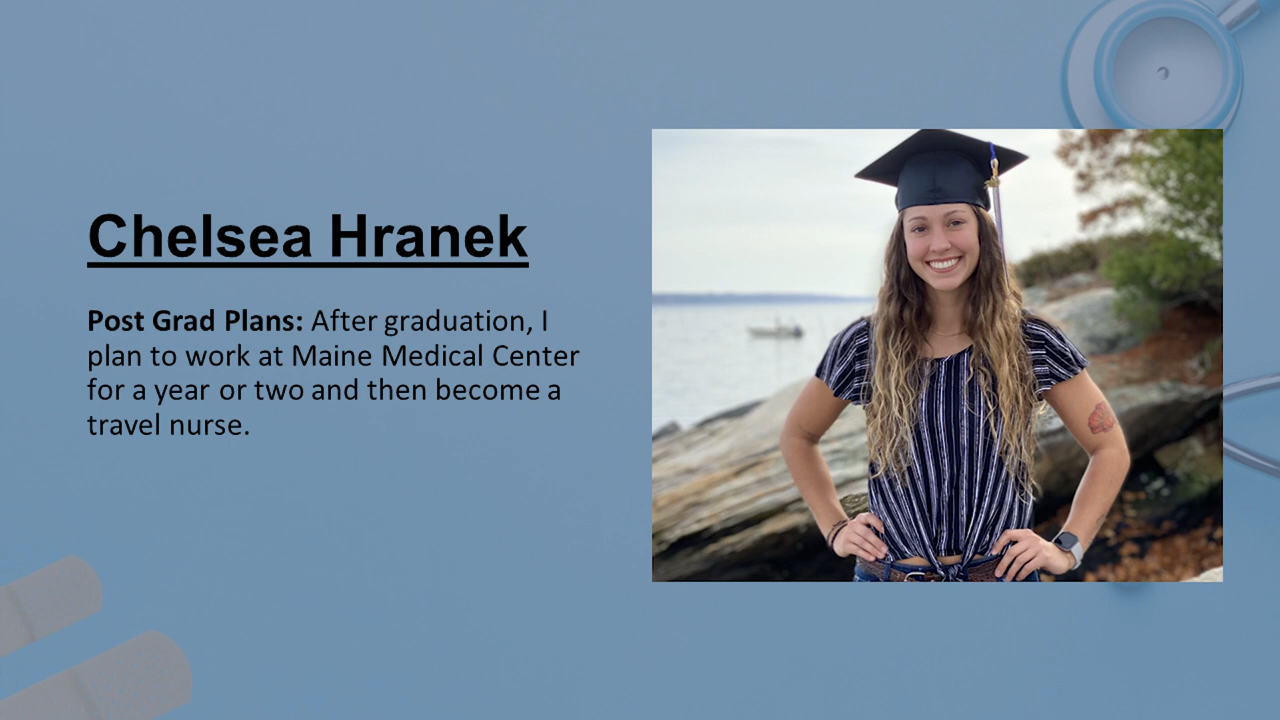 Chelsea Hranek
Post Grad Plans: After graduation, I
plan to work at Maine Medical Center
for a year or two and then become a
travel nurse.